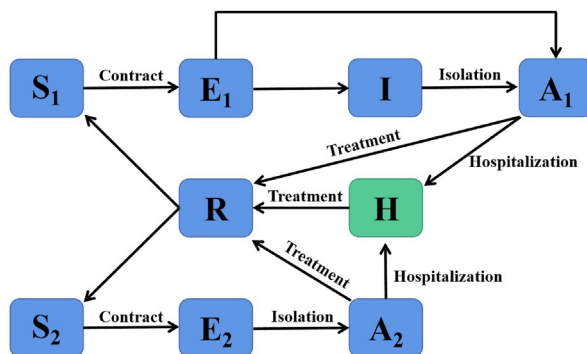 S1 Contract E1 I Isolation A1
Treatment
Hospitalization
R Treatment H
Treatment
Hospitalization
S2 Contract E2 Isolation A2